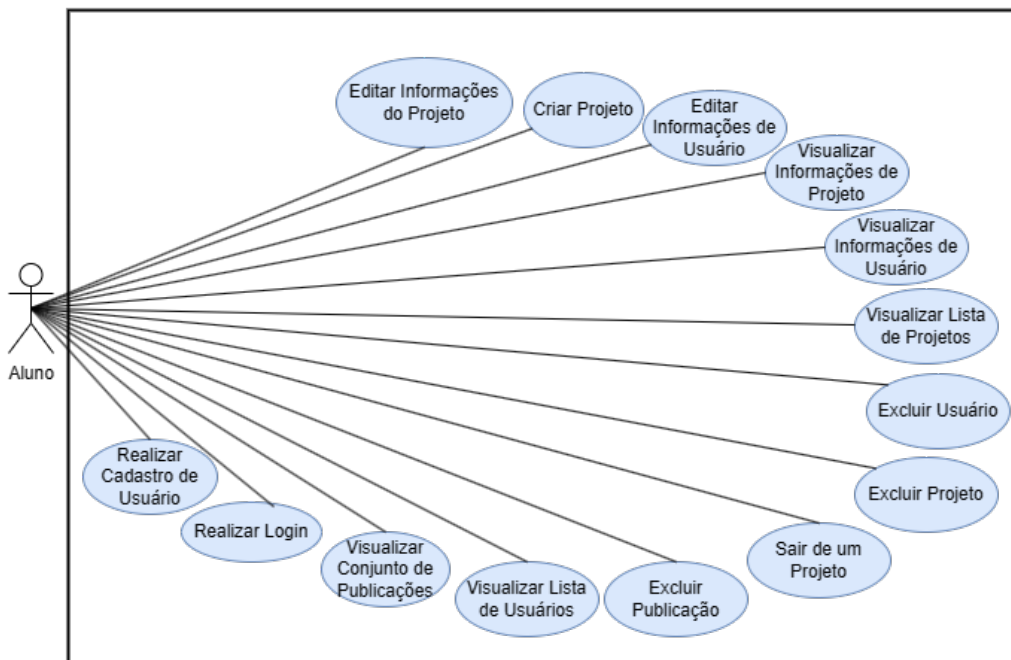 Editar Informações
do Projeto
Criar Projeto
Editar
Informações de
Usuário
Visualizar
Informações de
Projeto
Visualizar
Informações de
Usuário
Visualizar Lista
de Projetos
Aluno
Excluir Usuário
Realizar
Cadastro de
Usuário
Excluir Projeto
Realizar Login
Visualizar
Conjunto de
Publicações
Visualizar Lista
de Usuários
Excluir
Publicação
Sair de um
Projeto